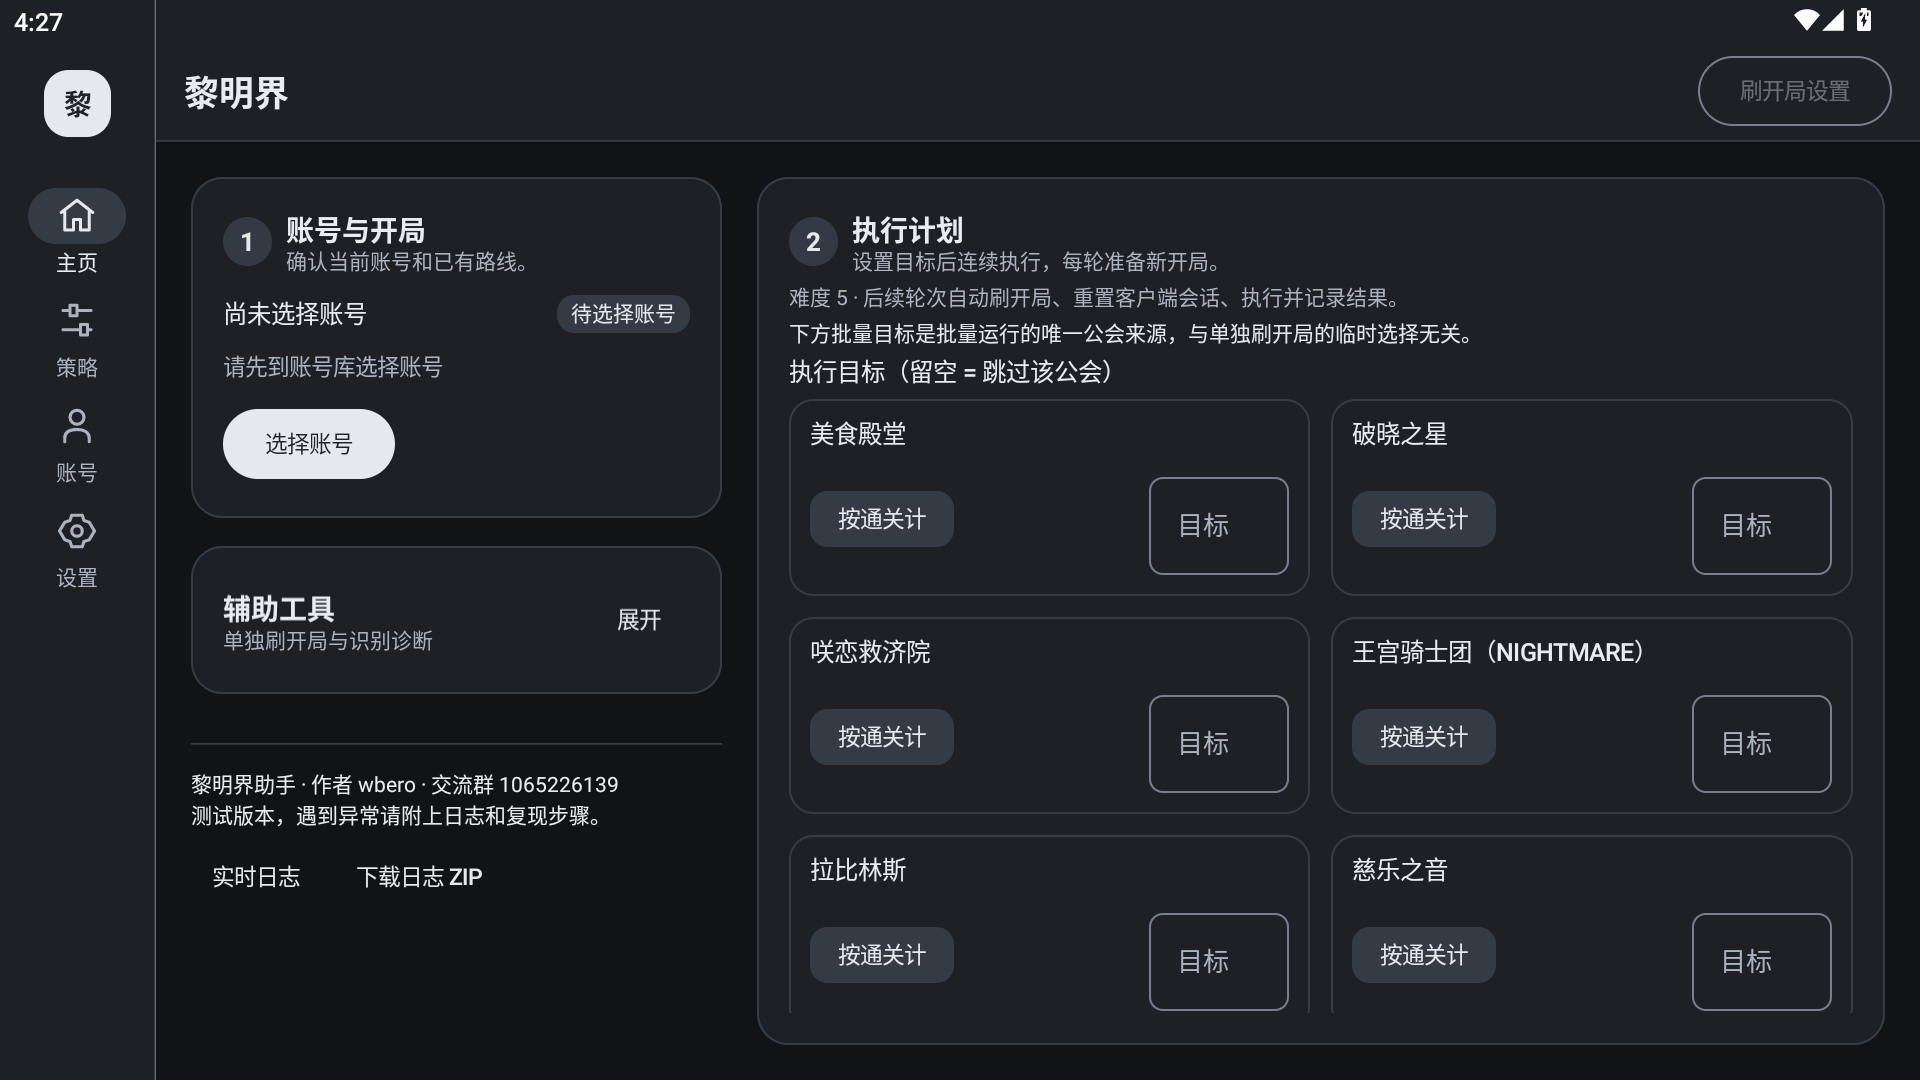 4:27
黎
主页
策略
账号
设置
黎明界
刷开局设置
1
账号与开局
确认当前账号和已有路线。
尚未选择账号
待选择账号
请先到账号库选择账号
选择账号
辅助工具
单独刷开局与识别诊断
展开
黎明界助手 · 作者 wbero · 交流群 1065226139
测试版本，遇到异常请附上日志和复现步骤。
实时日志
下载日志 ZIP
2
执行计划
设置目标后连续执行，每轮准备新开局。
难度 5 · 后续轮次自动刷开局、重置客户端会话、执行并记录结果。
下方批量目标是批量运行的唯一公会来源，与单独刷开局的临时选择无关。
执行目标（留空 = 跳过该公会）
美食殿堂
按通关计
目标
破晓之星
按通关计
目标
咲恋救济院
按通关计
目标
王宫骑士团（NIGHTMARE）
按通关计
目标
拉比林斯
按通关计
目标
慈乐之音
按通关计
目标